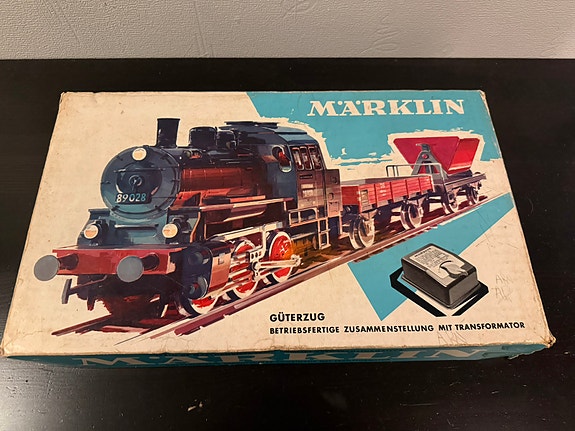 MÄRKLIN
89028
GÜTERZUG
BETRIEBSFERTIGE ZUSAMMENSTELLUNG MIT TRANSFORMATOR
MÄRKLIN